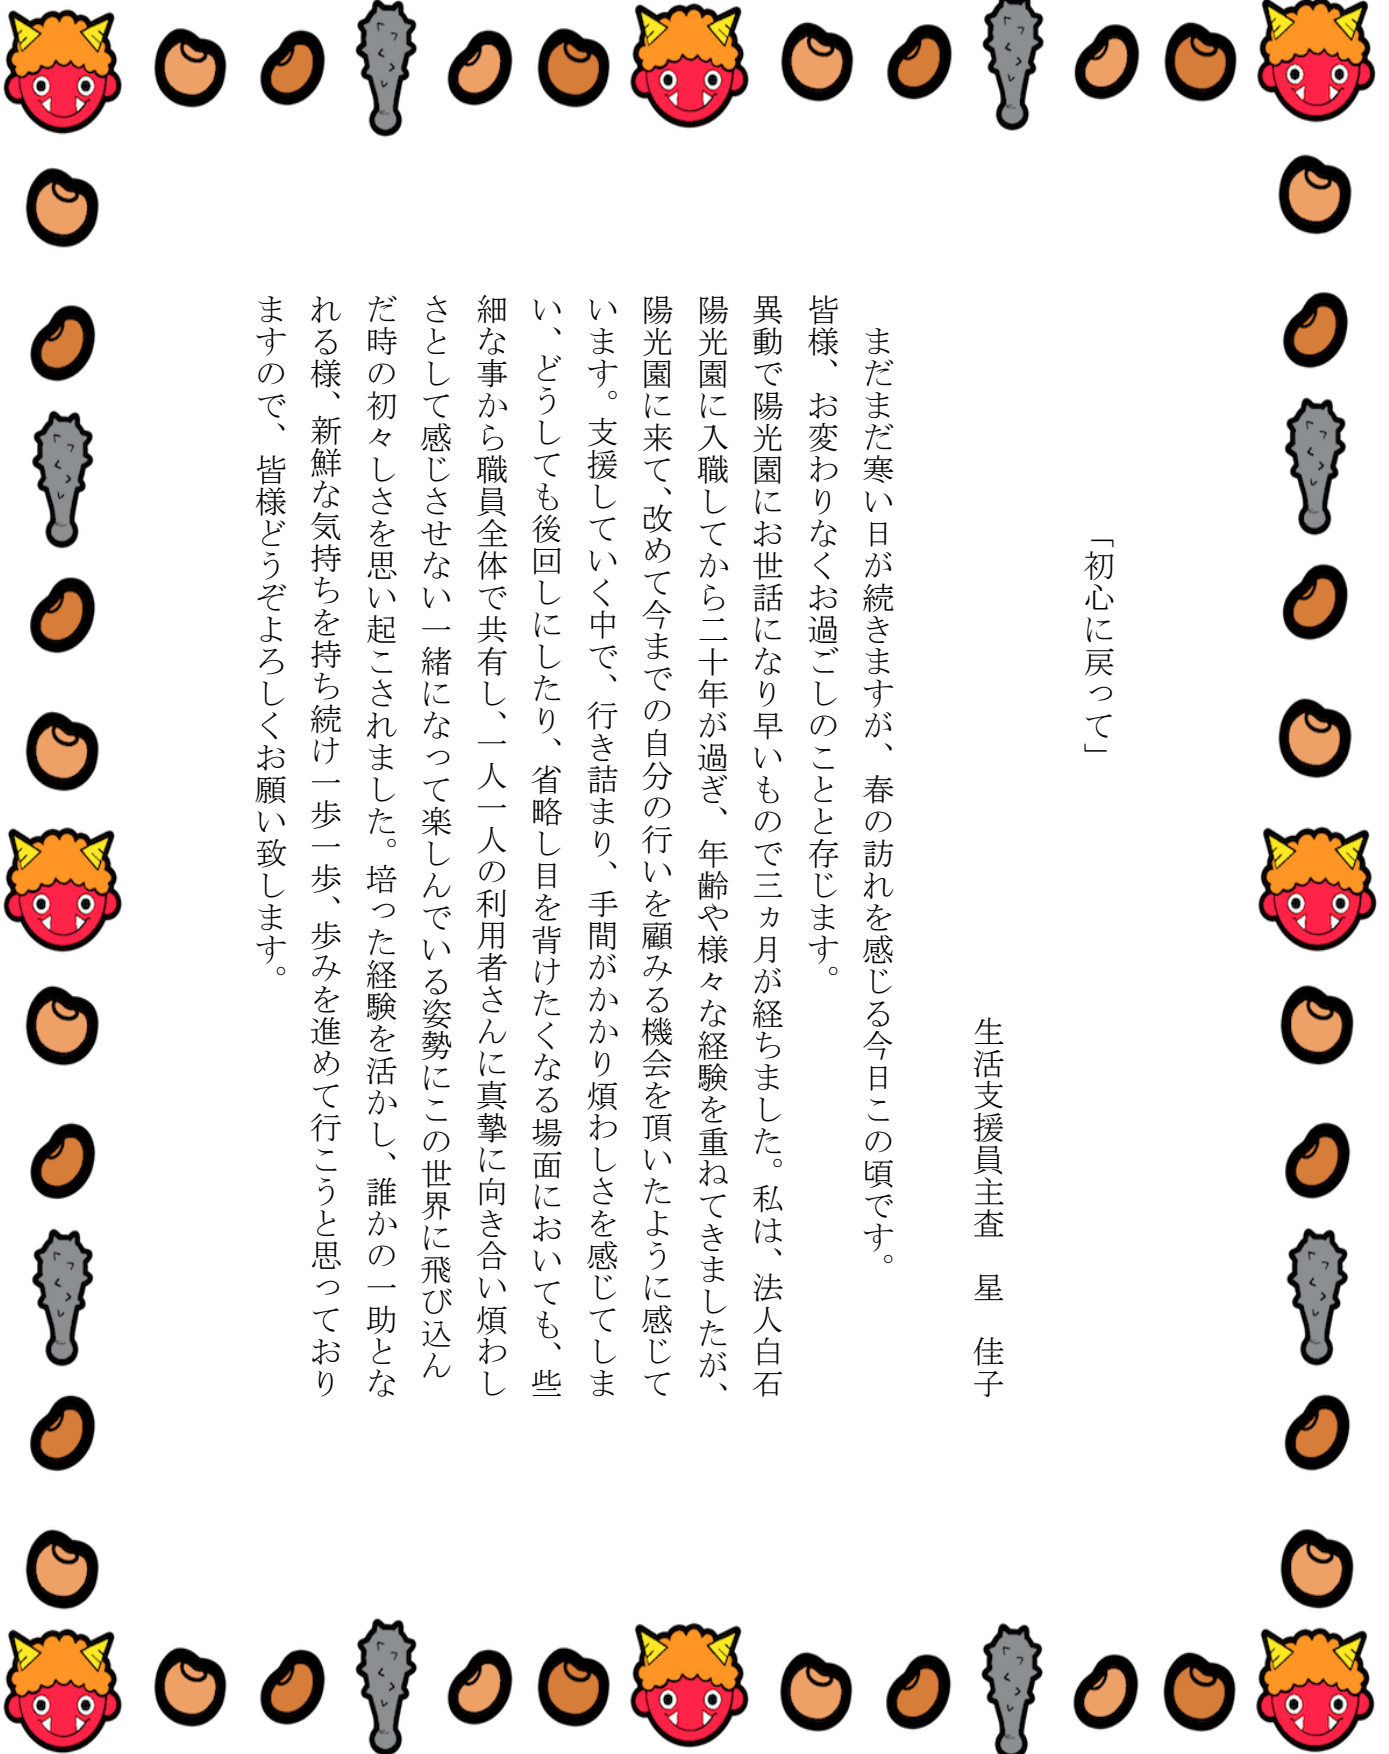 「初心に戻って」
生活支援員主査　星　佳子
　まだまだ寒い日が続きますが、春の訪れを感じる今日この頃です。
皆様、お変わりなくお過ごしのことと存じます。
異動で陽光園にお世話になり早いもので三ヵ月が経ちました。私は、法人白石
陽光園に入職してから二十年が過ぎ、年齢や様々な経験を重ねてきましたが、
陽光園に来て、改めて今までの自分の行いを顧みる機会を頂いたように感じて
います。支援していく中で、行き詰まり、手間がかかり煩わしさを感じてしま
い、どうしても後回しにしたり、省略し目を背けたくなる場面においても、些
細な事から職員全体で共有し、一人一人の利用者さんに真摯に向き合い煩わし
さとして感じさせない一緒になって楽しんでいる姿勢にこの世界に飛び込ん
だ時の初々しさを思い起こされました。培った経験を活かし、誰かの一助とな
れる様、新鮮な気持ちを持ち続け一歩一歩、歩みを進めて行こうと思っており
ますので、皆様どうぞよろしくお願い致します。